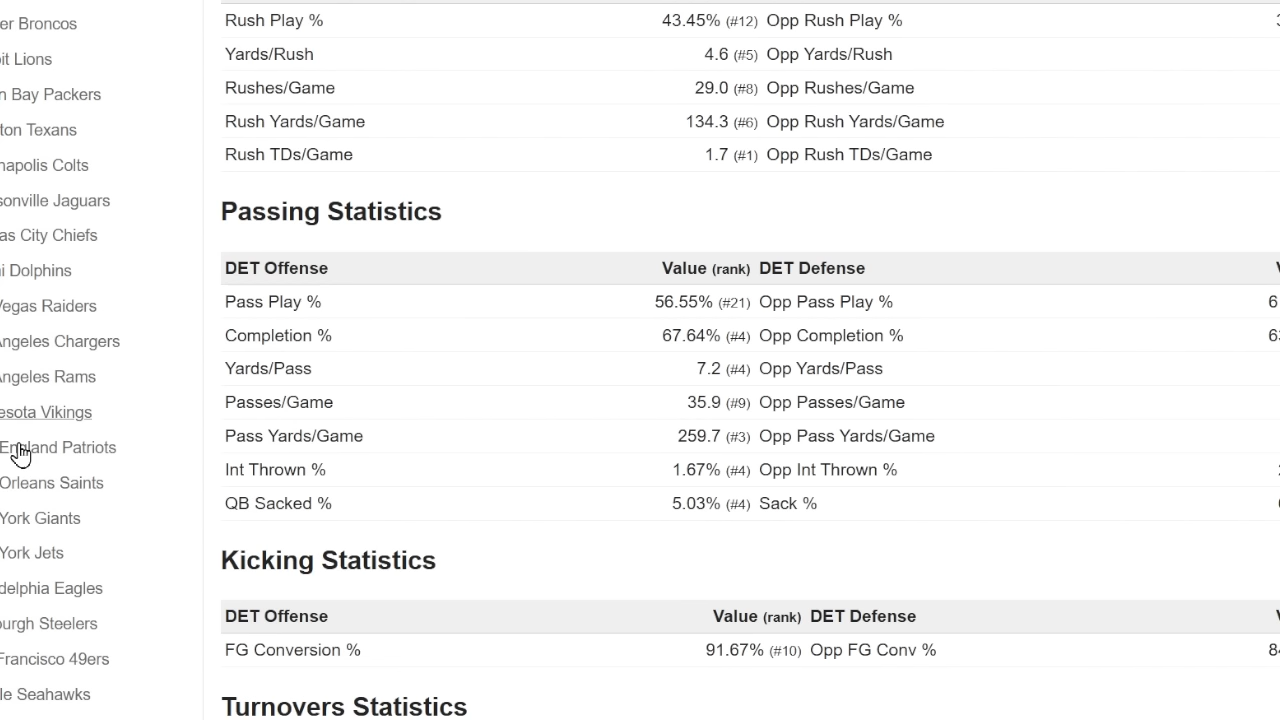 er Broncos
it Lions
n Bay Packers
ton Texans
napolis Colts
sonville Jaguars
as City Chiefs
i Dolphins
Vegas Raiders
Angeles Chargers
Angeles Rams
esota Vikings
England Patriots
Orleans Saints
York Giants
York Jets
delphia Eagles
burgh Steelers
Francisco 49ers
le Seahawks
Rush Play % 43.45% (#12) Opp Rush Play %
Yards/Rush 4.6 (#5) Opp Yards/Rush
Rushes/Game 29.0 (#8) Opp Rushes/Game
Rush Yards/Game 134.3 (#6) Opp Rush Yards/Game
Rush TDs/Game 1.7 (#1) Opp Rush TDs/Game
Passing Statistics
DET Offense Value (rank) DET Defense
Pass Play % 56.55% (#21) Opp Pass Play % 6
Completion % 67.64% (#4) Opp Completion % 63
Yards/Pass 7.2 (#4) Opp Yards/Pass
Passes/Game 35.9 (#9) Opp Passes/Game
Pass Yards/Game 259.7 (#3) Opp Pass Yards/Game
Int Thrown % 1.67% (#4) Opp Int Thrown %
QB Sacked % 5.03% (#4) Sack %
Kicking Statistics
DET Offense Value (rank) DET Defense
FG Conversion % 91.67% (#10) Opp FG Conv % 84
Turnovers Statistics